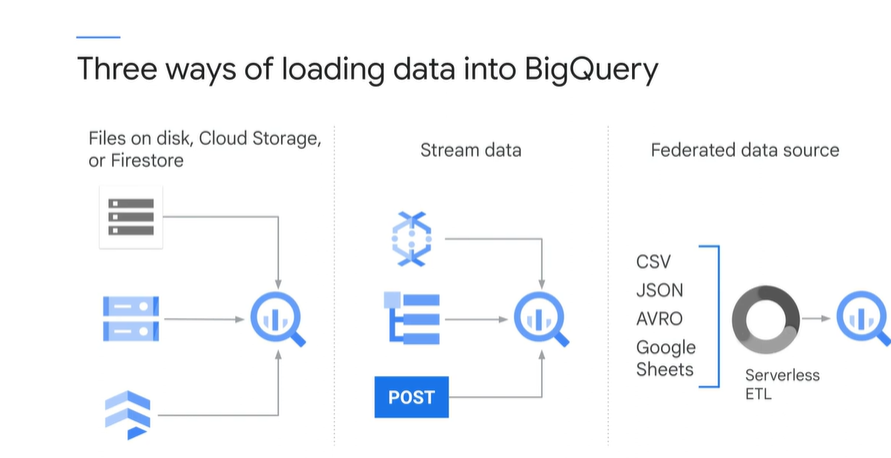 Three ways of loading data into BigQuery
Files on disk, Cloud Storage,
or Firestore
Stream data
POST
Federated data source
CSV
JSON
AVRO
Google
Sheets
Serverless
ETL